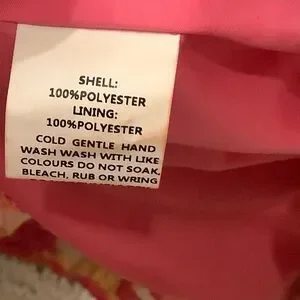 SHELL:
100%POLYESTER
LINING:
100%POLYESTER
COLD GENTLE HAND
WASH WASH WITH LIKE
COLOURS DO NOT SOAK,
BLEACH, RUB OR WRING